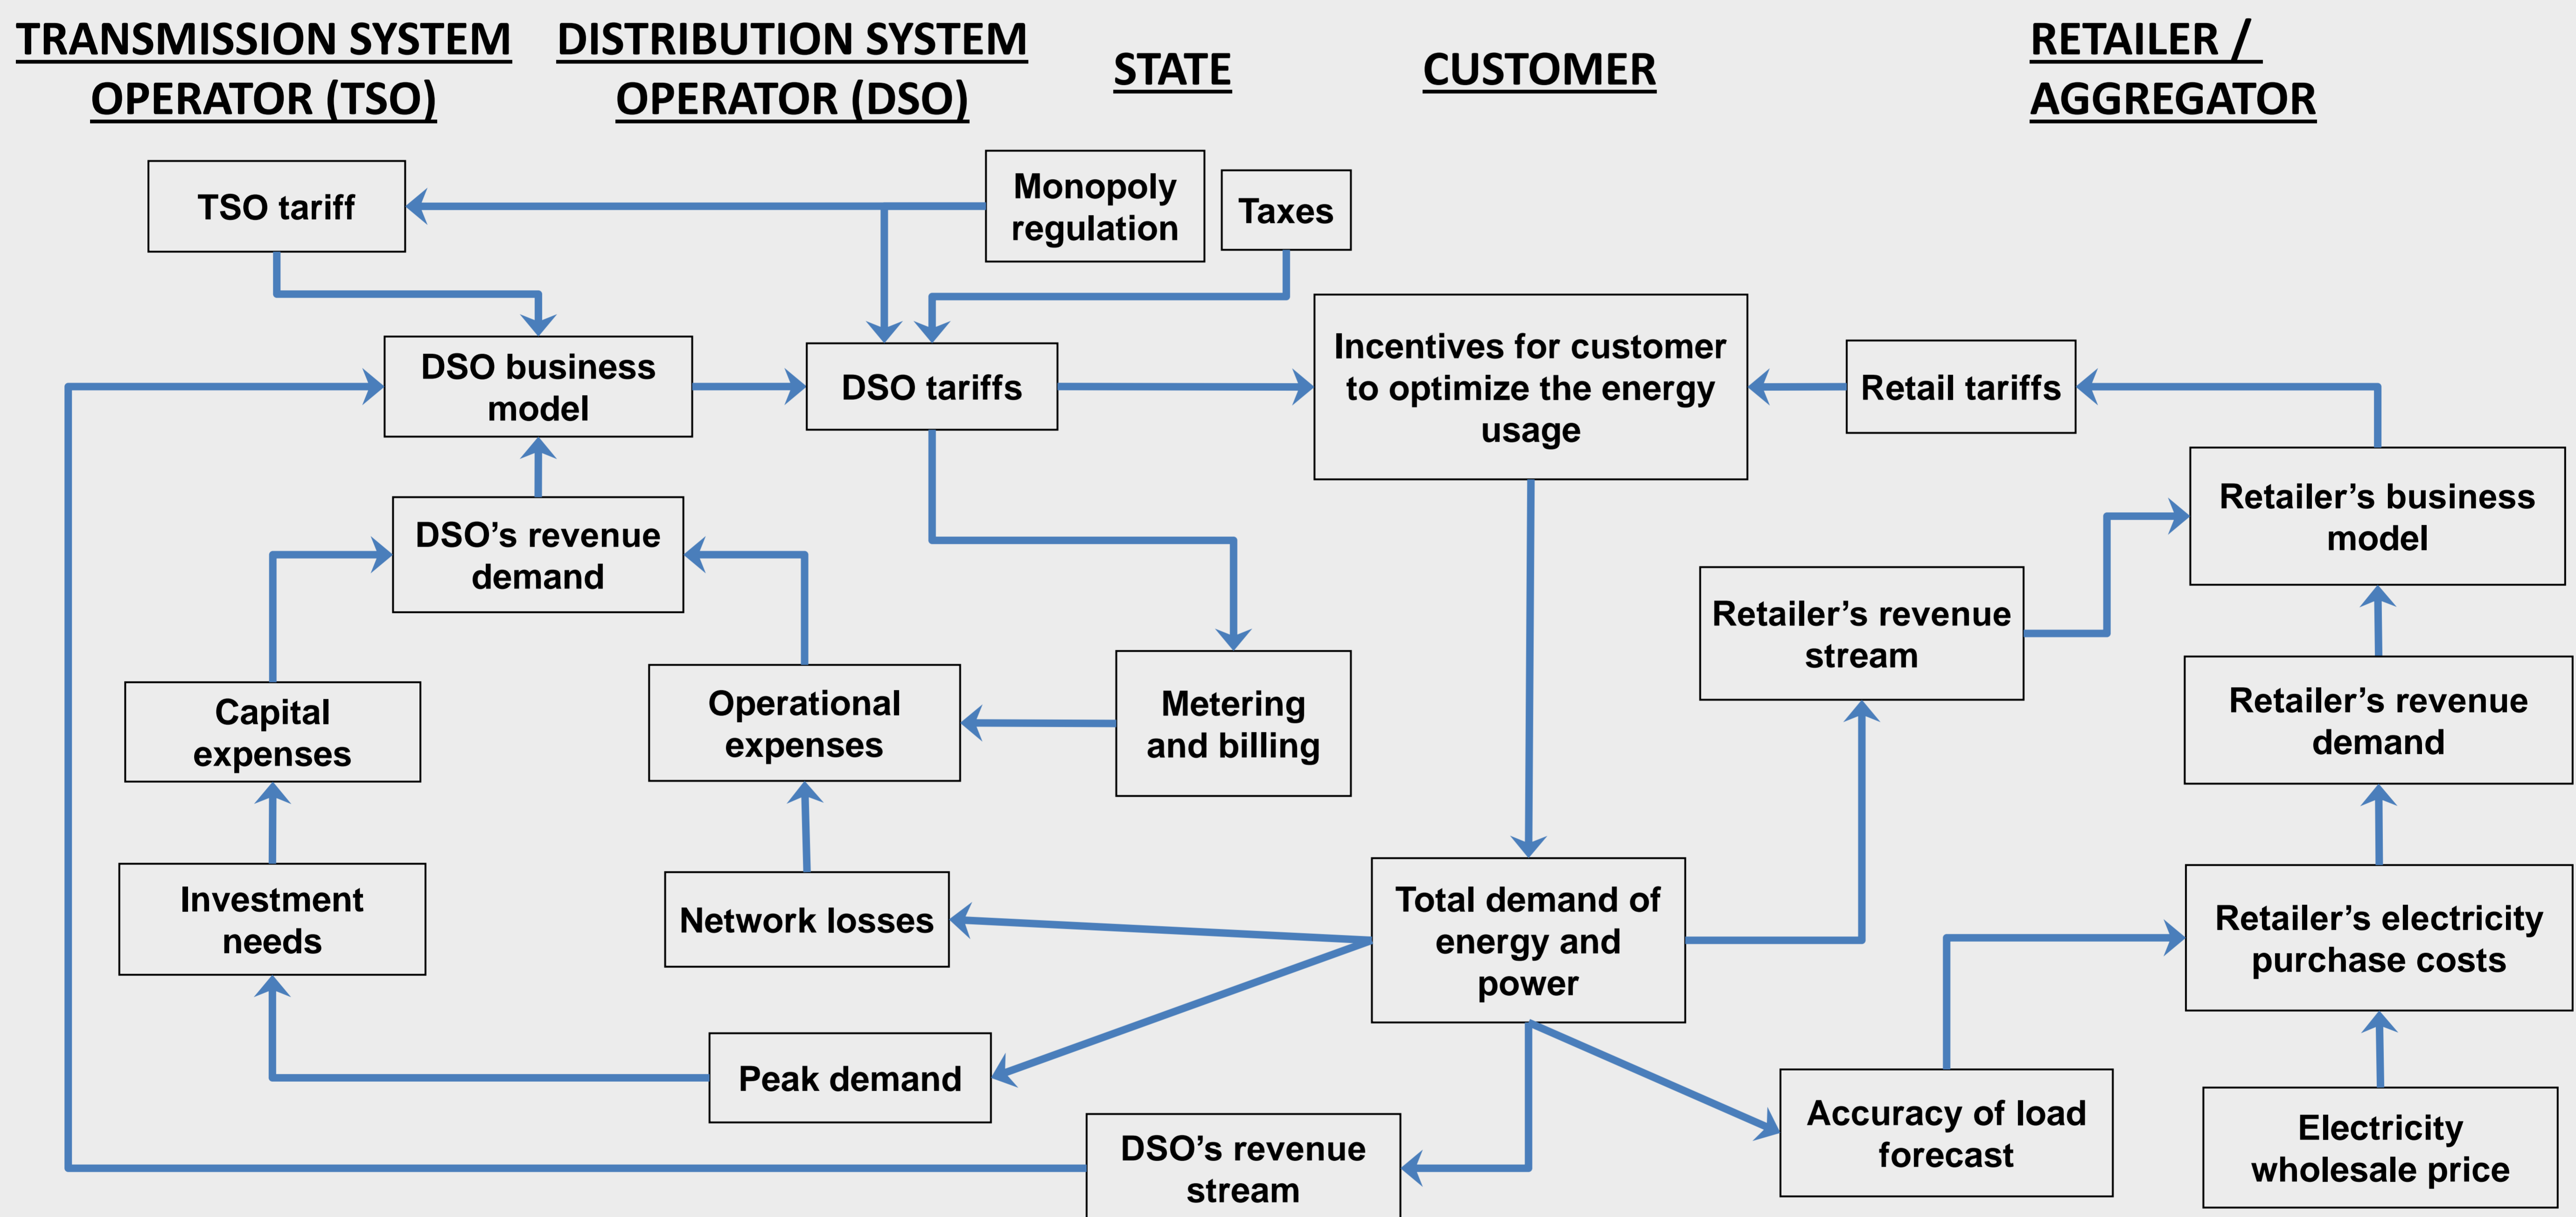 TRANSMISSION SYSTEM
OPERATOR (TSO)
DISTRIBUTION SYSTEM
OPERATOR (DSO)
STATE
CUSTOMER
RETAILER /
AGGREGATOR
TSO tariff
Monopoly
regulation
Taxes
DSO business
model
DSO tariffs
Incentives for customer
to optimize the energy
usage
Retail tariffs
Retailer’s business
model
DSO’s revenue
demand
Retailer’s revenue
stream
Capital
expenses
Operational
expenses
Metering
and billing
Retailer’s revenue
demand
Investment
needs
Network losses
Total demand of
energy and
power
Retailer’s electricity
purchase costs
Peak demand
DSO’s revenue
stream
Accuracy of load
forecast
Electricity
wholesale price